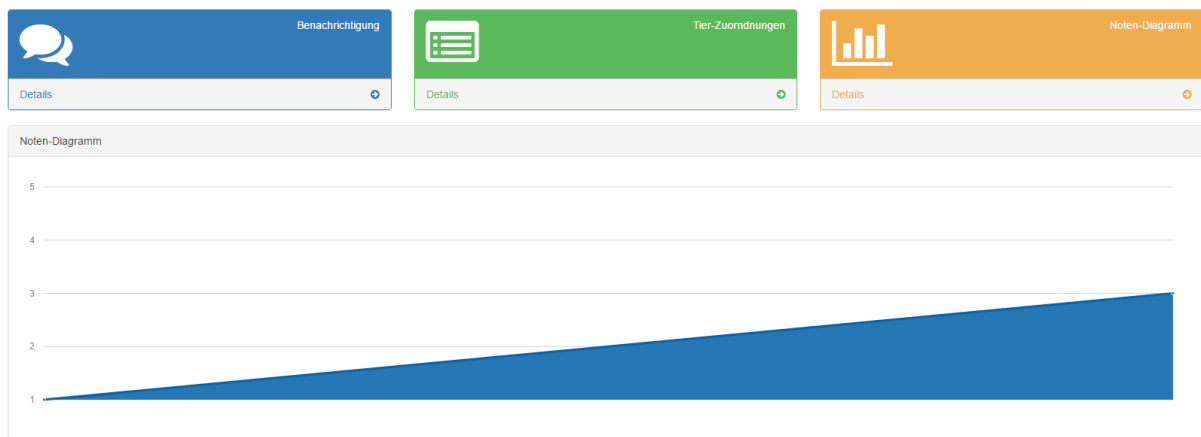 Benachrichtigung
Details
Tier-Zuorndnungen
Details
Noten-Diagramm
Details
Noten-Diagramm
5
4
3
2
1